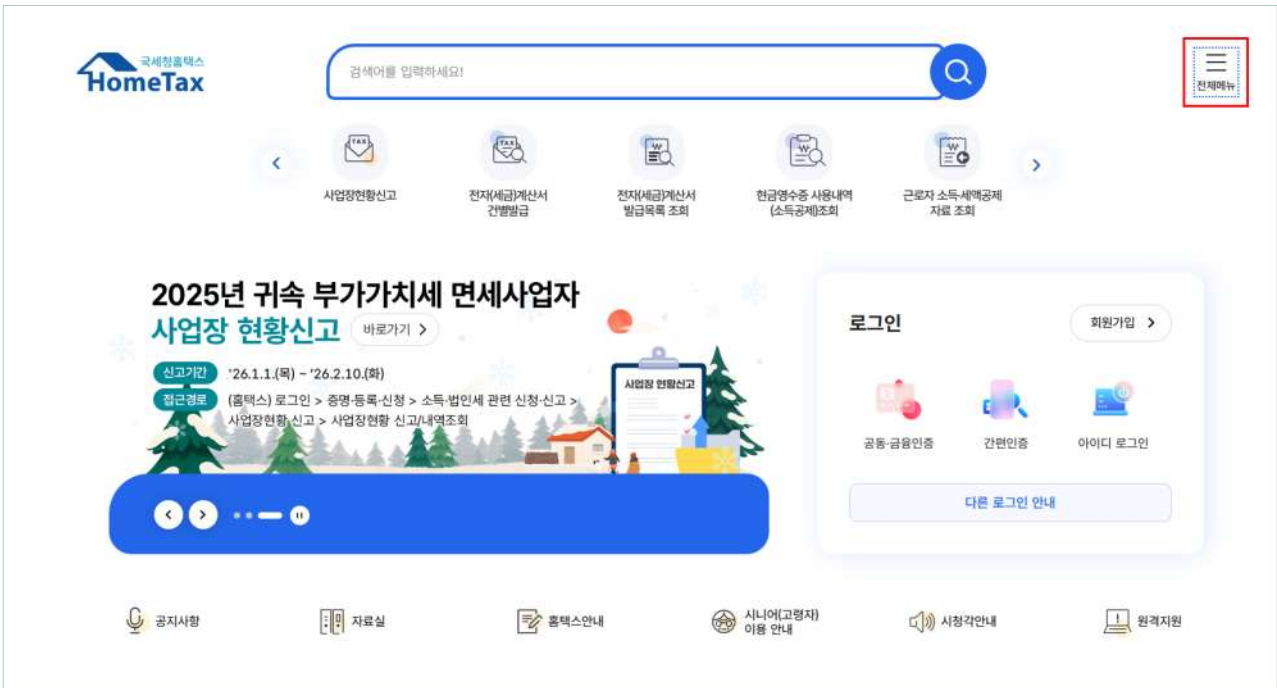 국세청홈택스
HomeTax
검색어를 입력하세요!
전체메뉴
TAX
사업장현황신고
TAX
전자(세금)계산서
건별발급
W
전자(세금)계산서
발급목록 조회
W
현금영수증 사용내역
(소득공제)조회
W
근로자 소득·세액공제
자료 조회
2025년 귀속 부가가치세 면세사업자
사업장 현황신고 바로가기
신고기간 '26.1.1.(목) ~ '26.2.10.(화)
접근경로 (홈택스) 로그인 > 증명·등록·신청 > 소득·법인세 관련 신청·신고 >
사업장현황 신고 > 사업장현황 신고/내역조회
사업장 현황신고
로그인
회원가입
공동·금융인증
간편인증
아이디 로그인
다른 로그인 안내
공지사항
자료실
홈택스안내
시니어(고령자)
이용 안내
시청각안내
원격지원